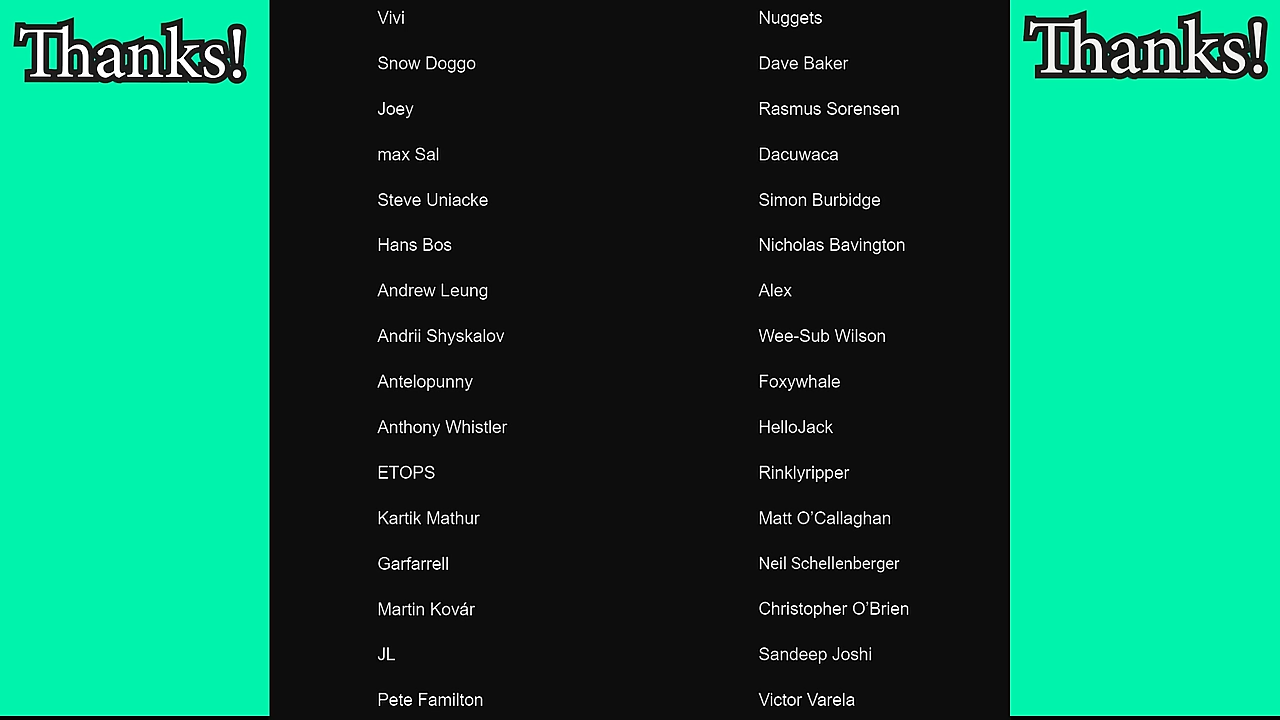 Thanks!
Vivi
Snow Doggo
Joey
max Sal
Steve Uniacke
Hans Bos
Andrew Leung
Andrii Shyskalov
Antelopunny
Anthony Whistler
ETOPS
Kartik Mathur
Garfarrell
Martin Kovár
JL
Pete Familton
Nuggets
Dave Baker
Rasmus Sorensen
Dacuwaca
Simon Burbidge
Nicholas Bavington
Alex
Wee-Sub Wilson
Foxywhale
HelloJack
Rinklyripper
Matt O’Callaghan
Neil Schellenberger
Christopher O’Brien
Sandeep Joshi
Victor Varela
Thanks!